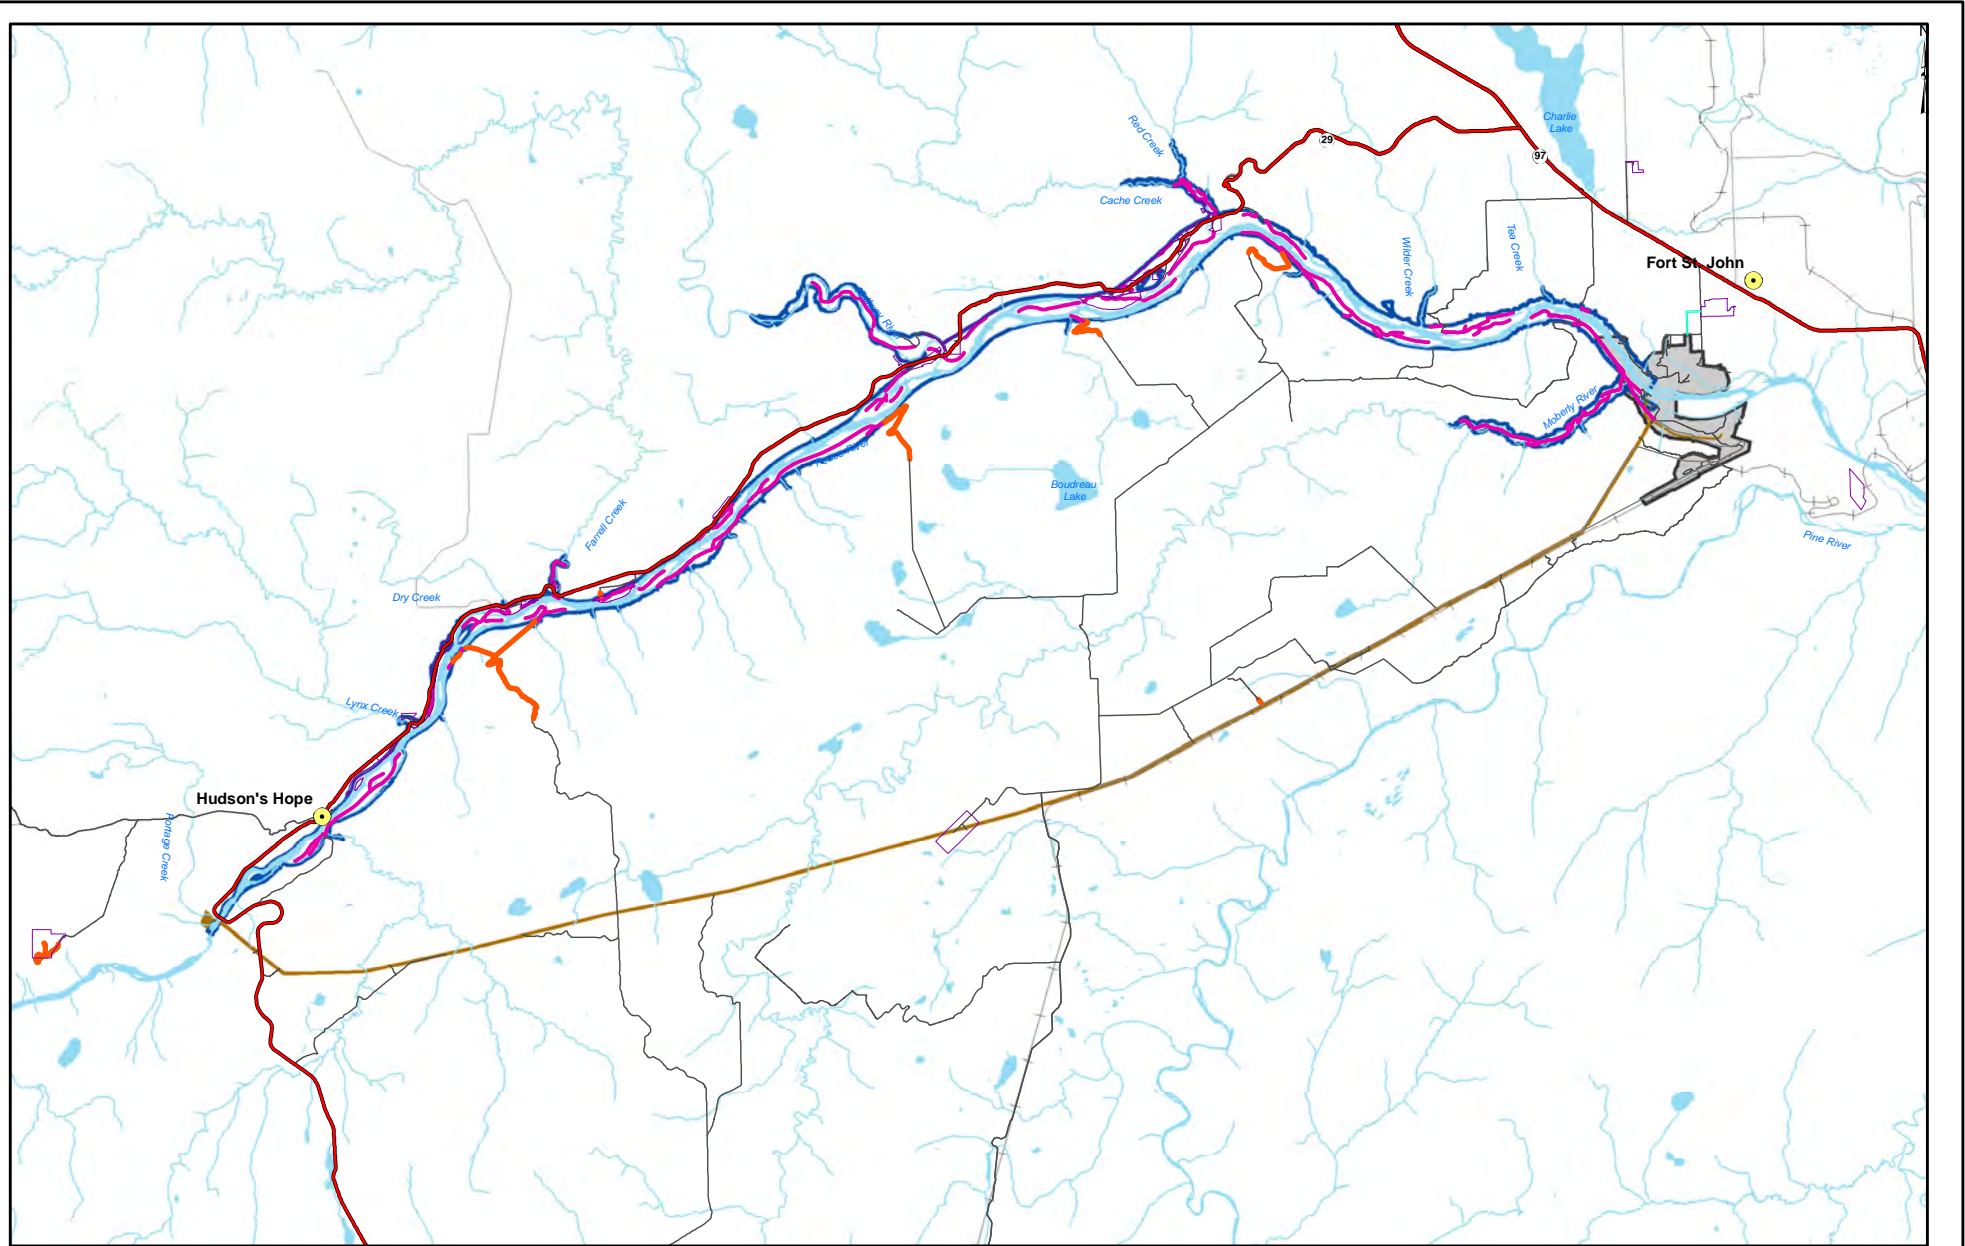 N
Charlie
Lake
Red Creek
29
97
Cache Creek
Tea Creek
Wilder Creek
Fort St. John
Moberly River
Boudreau
Lake
Farrell Creek
Pine River
Dry Creek
Lynx Creek
Hudson's Hope
Portage Creek